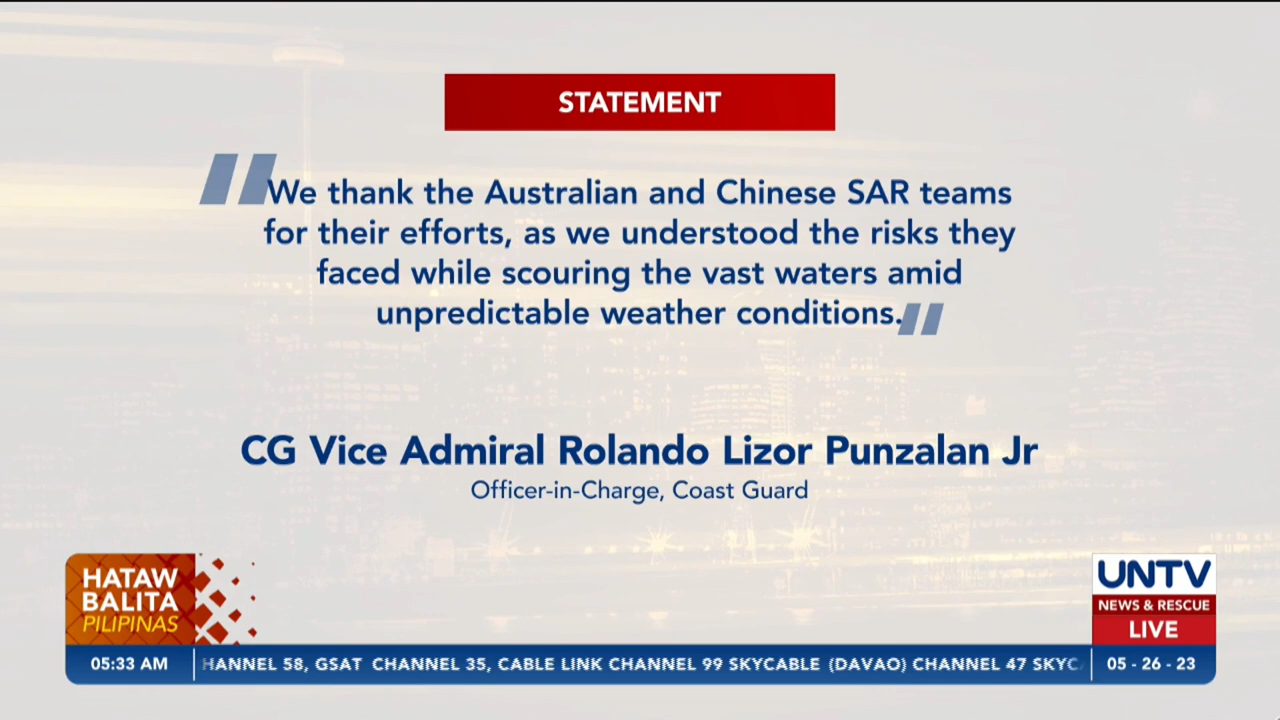 STATEMENT
We thank the Australian and Chinese SAR teams
for their efforts, as we understood the risks they
faced while scouring the vast waters amid
unpredictable weather conditions.
CG Vice Admiral Rolando Lizor Punzalan Jr
Officer-in-Charge, Coast Guard
HATAW
BALITA
PILIPINAS
UNTV
NEWS & RESCUE
LIVE
05:33 AM
HANNEL 58, GSAT CHANNEL 35, CABLE LINK CHANNEL 99 SKYCABLE (DAVAO) CHANNEL 47 SKYC
05 - 26 - 23